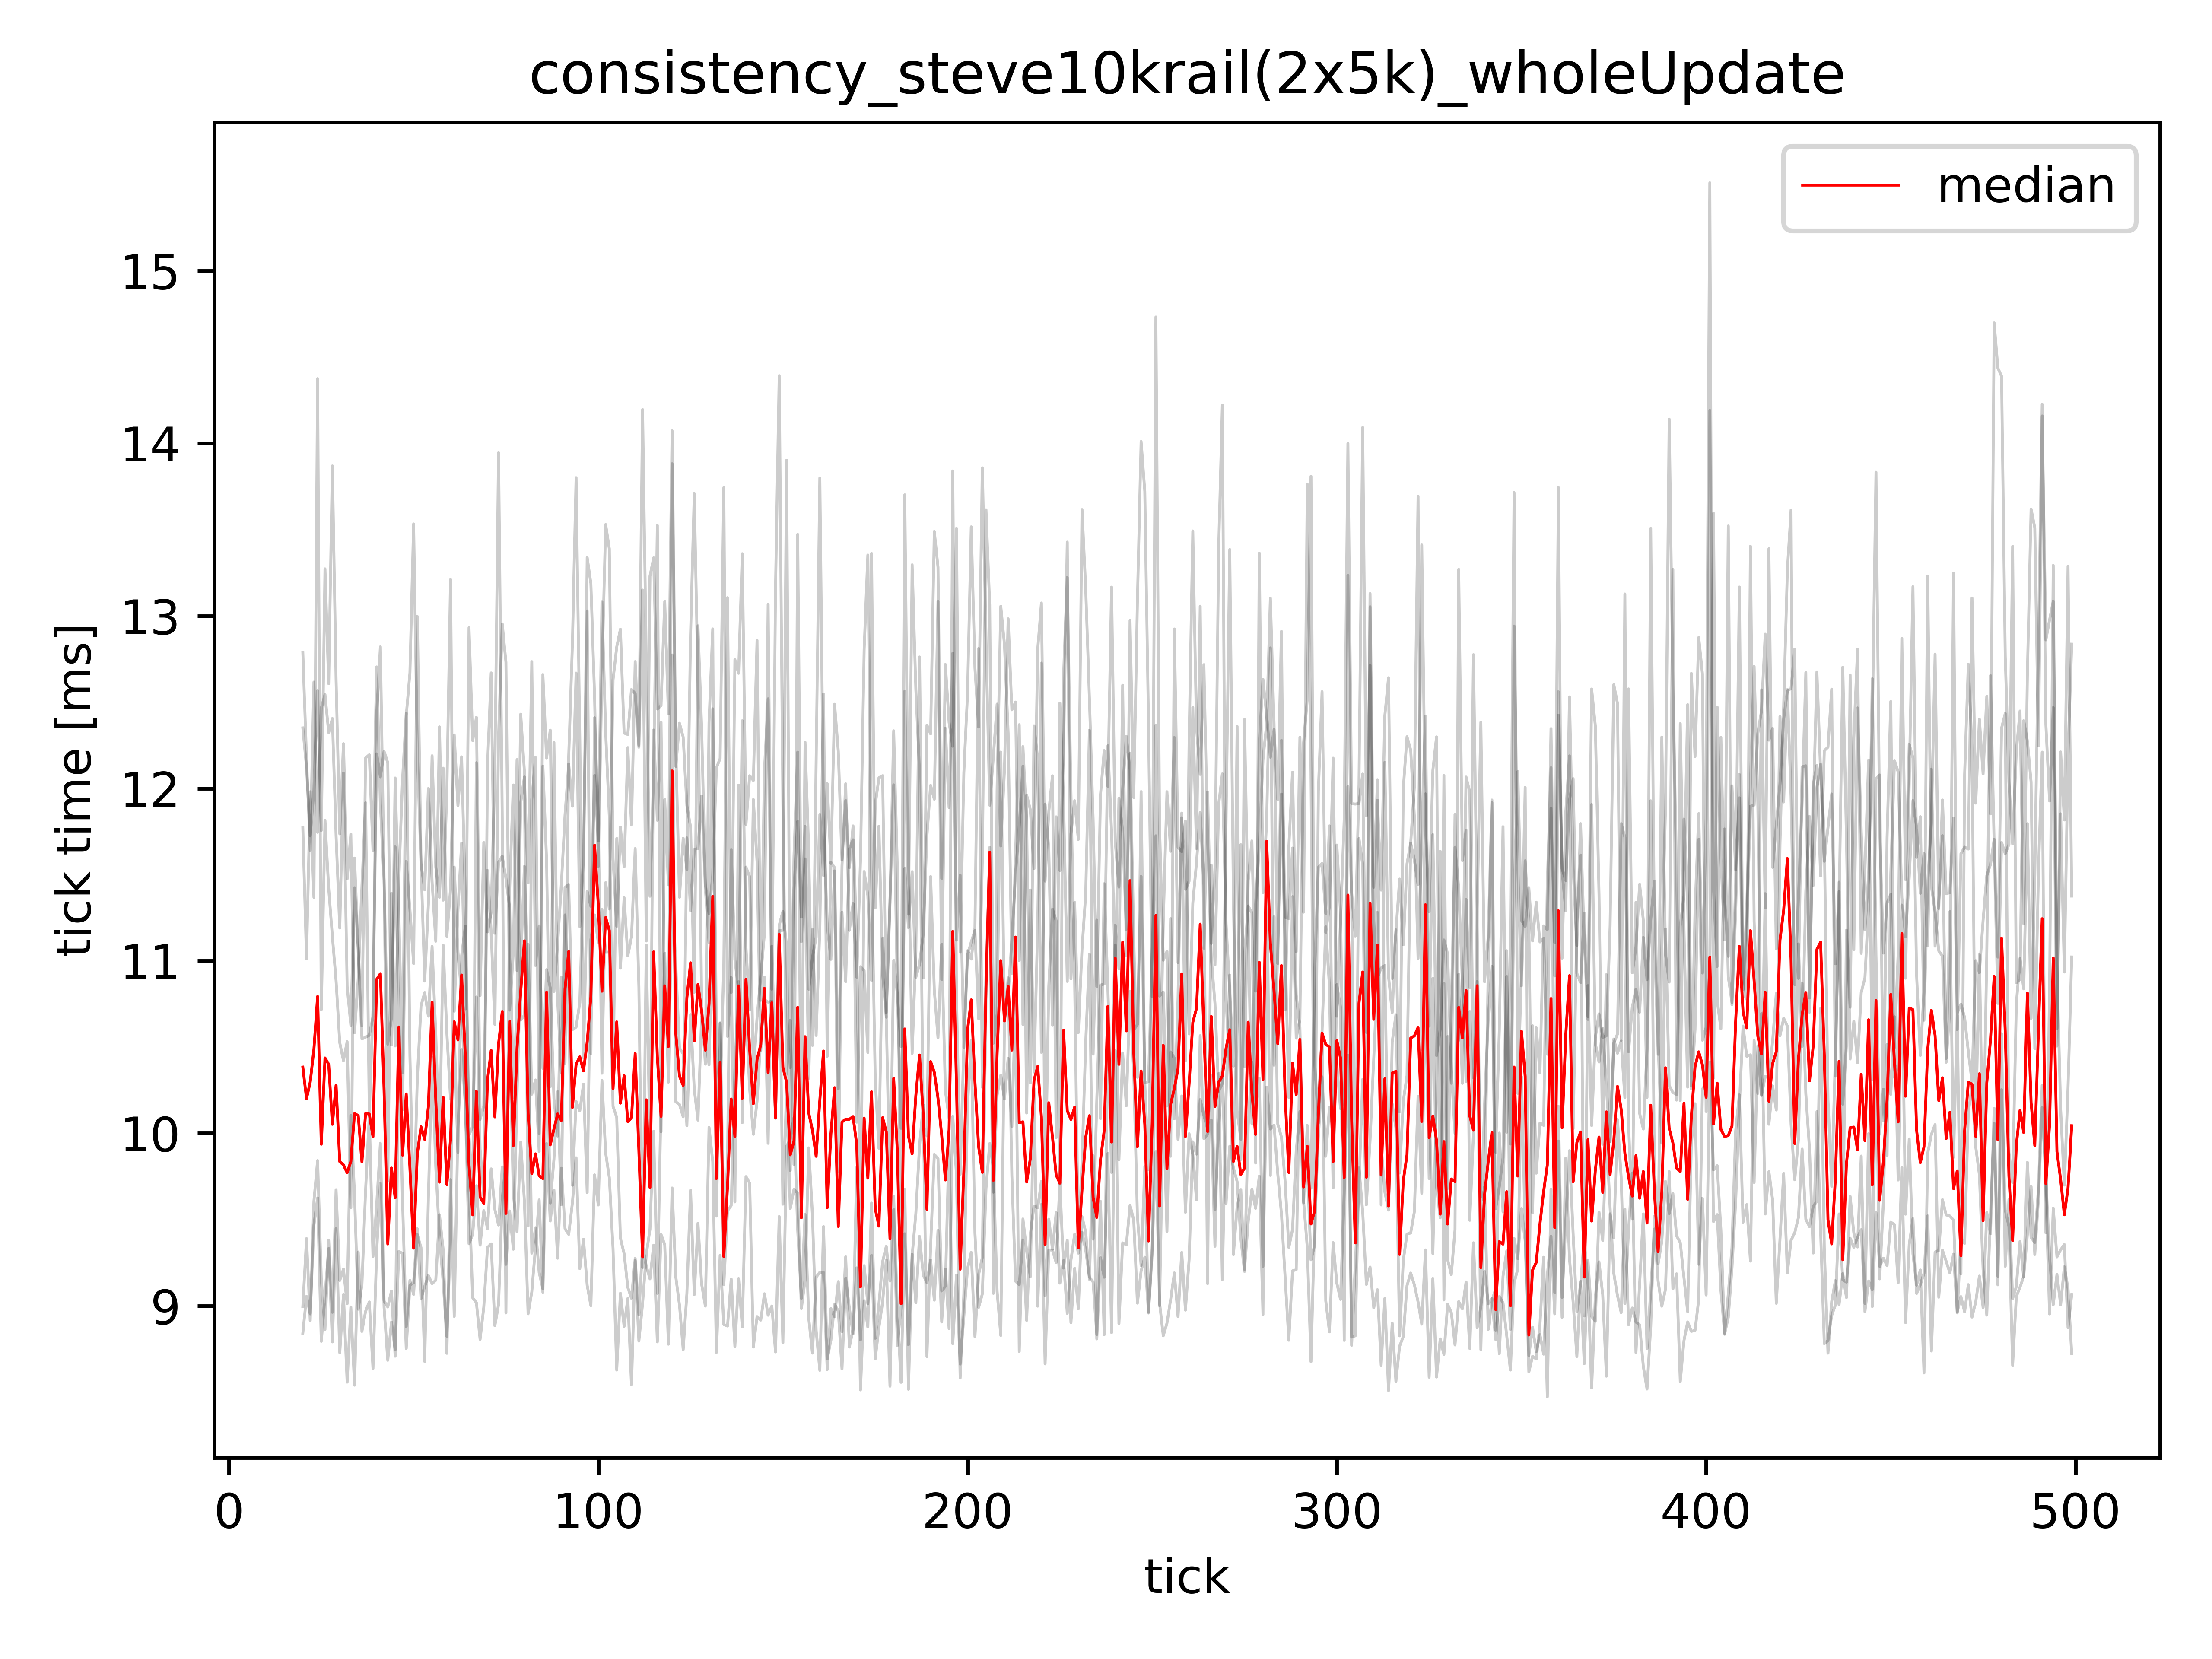 consistency_steve10krail(2x5k)_wholeUpdate
median
tick time [ms]
15
14
13
12
11
10
9
0 100 200 300 400 500
tick